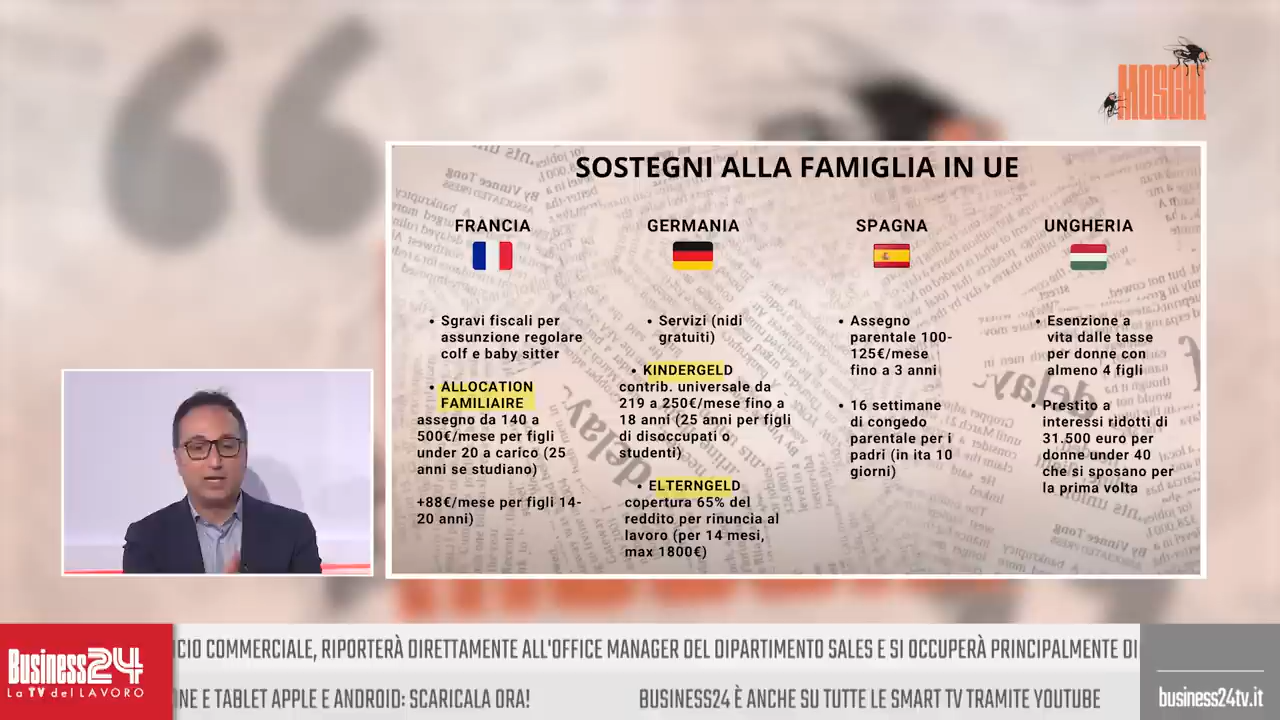 MOSCHE
SOSTEGNI ALLA FAMIGLIA IN UE
FRANCIA
• Sgravi fiscali per
assunzione regolare
colf e baby sitter
• ALLOCATION
FAMILIAIRE
assegno da 140 a
500€/mese per figli
under 20 a carico (25
anni se studiano)
+88€/mese per figli 14-
20 anni)
GERMANIA
• Servizi (nidi
gratuiti)
• KINDERGELD
contrib. universale da
219 a 250€/mese fino a
18 anni (25 anni per figli
di disoccupati o
studenti)
• ELTERNGELD
copertura 65% del
reddito per rinuncia al
lavoro (per 14 mesi,
max 1800€)
SPAGNA
• Assegno
parentale 100-
125€/mese
fino a 3 anni
• 16 settimane
di congedo
parentale per i
padri (in ita 10
giorni)
UNGHERIA
• Esenzione a
vita dalle tasse
per donne con
almeno 4 figli
• Prestito a
interessi ridotti di
31.500 euro per
donne under 40
che si sposano per
la prima volta
delay.
delay.
Business24
La TV del LAVORO
CIO COMMERCIALE, RIPORTERÀ DIRETTAMENTE ALL'OFFICE MANAGER DEL DIPARTIMENTO SALES E SI OCCUPERÀ PRINCIPALMENTE DI
ONE E TABLET APPLE E ANDROID: SCARICALA ORA!
BUSINESS24 È ANCHE SU TUTTE LE SMART TV TRAMITE YOUTUBE
business24tv.it